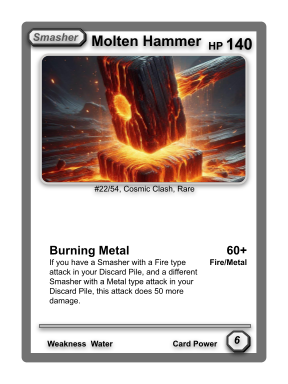 Smasher Molten Hammer HP 140
#22/54, Cosmic Clash, Rare
Burning Metal 60+
If you have a Smasher with a Fire type Fire/Metal
attack in your Discard Pile, and a different
Smasher with a Metal type attack in your
Discard Pile, this attack does 50 more
damage.
Weakness Water Card Power 6